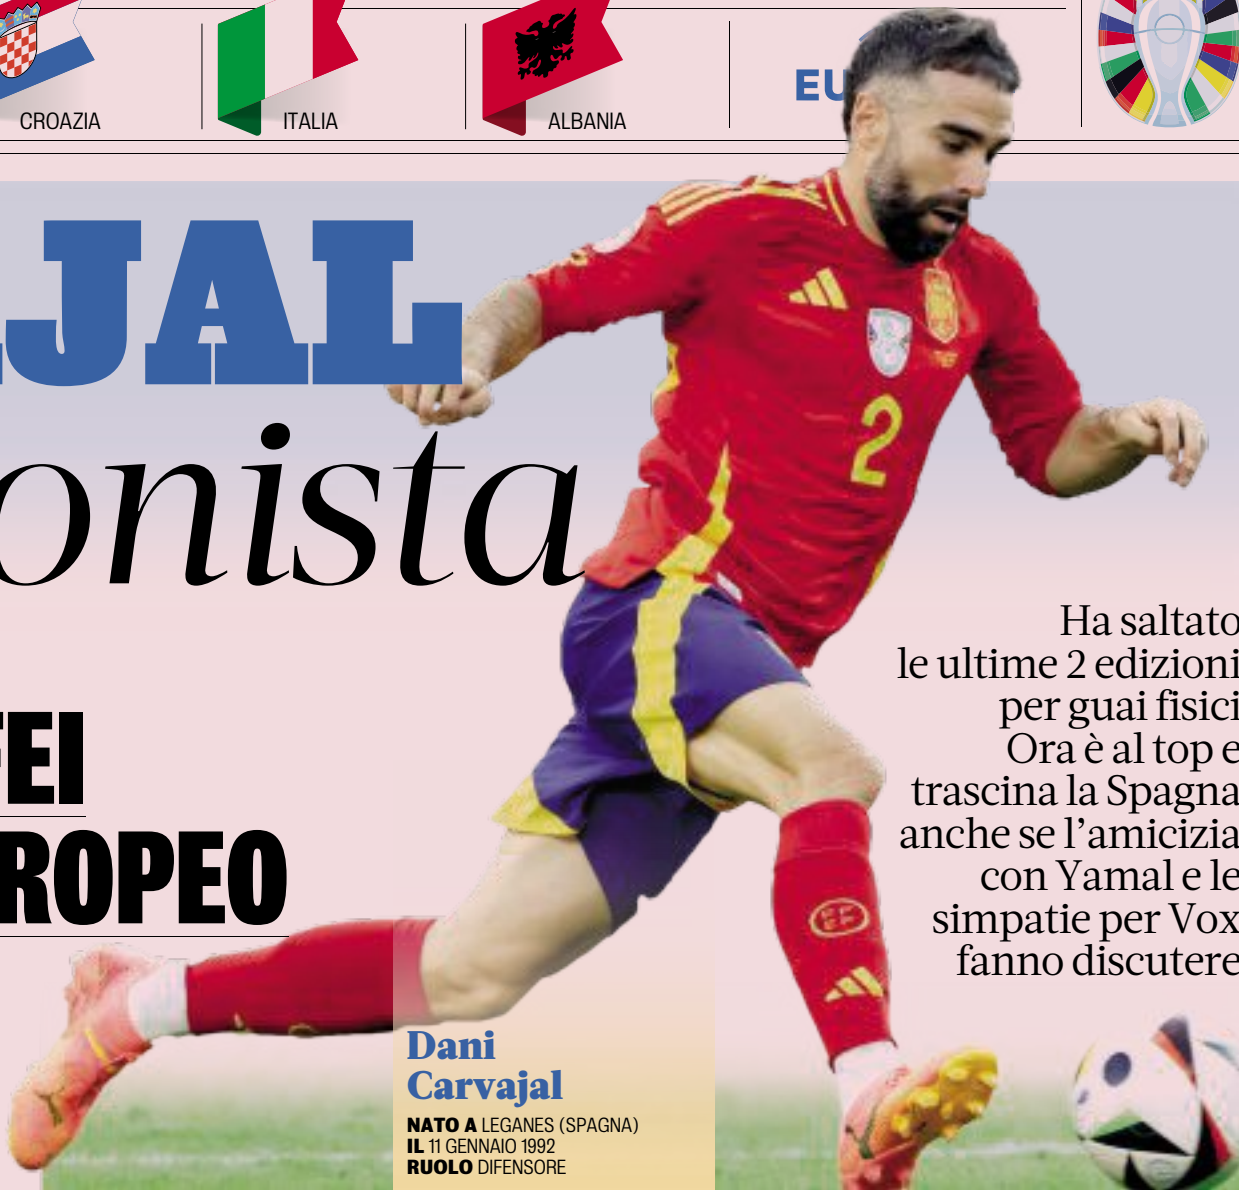 CROAZIA
ITALIA
ALBANIA
EU
JAL
onista
FEI
ROPEO
2
Ha saltato
le ultime 2 edizioni
per guai fisici
Ora è al top e
trascina la Spagna
anche se l’amicizia
con Yamal e le
simpatie per Vox
fanno discutere
Dani
Carvajal
NATO A LEGANES (SPAGNA)
IL 11 GENNAIO 1992
RUOLO DIFENSORE